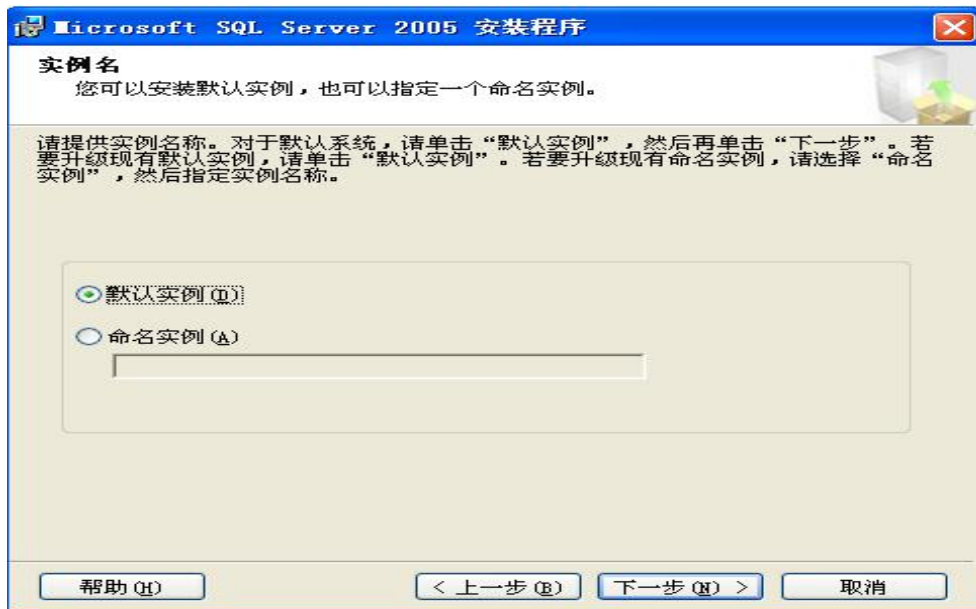 Microsoft SQL Server 2005 安装程序
实例名
您可以安装默认实例，也可以指定一个命名实例。
请提供实例名称。对于默认系统，请单击“默认实例”，然后再单击“下一步”。若
要升级现有默认实例，请单击“默认实例”。若要升级现有命名实例，请选择“命名
实例”，然后指定实例名称。
默认实例(D)
命名实例(A)
帮助(H)
< 上一步(B)
下一步(N) >
取消